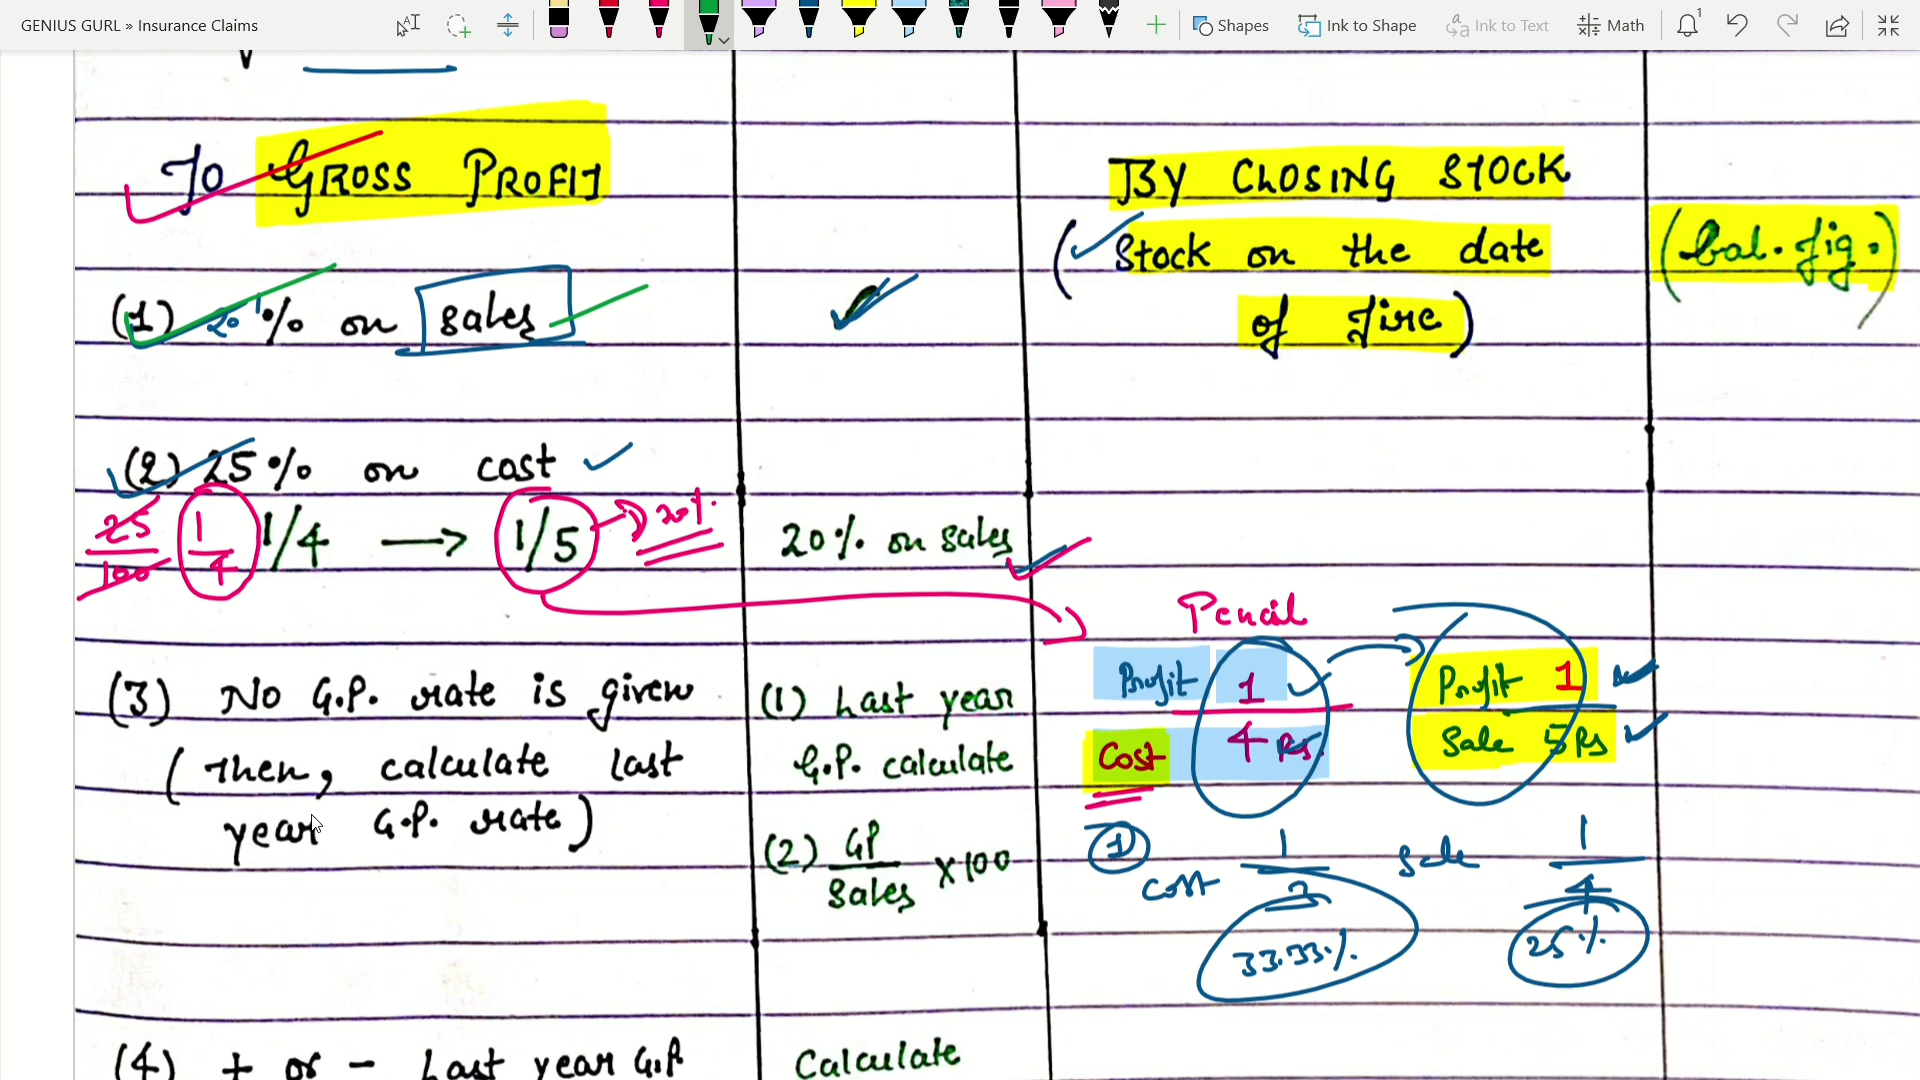 GENIUS GURL » Insurance Claims
Shapes
Ink to Shape
Ink to Text
Math
1
To GROSS PROFIT
(1) 20% on sales
(2) 25% on cost
25/100 1/4 1/4 → 1/5 → 20%
20% on sales
(3) No G.P. rate is given
(Then, calculate last
year G.P. rate)
(1) Last year
G.P. calculate
(2) GP/Sales ×100
(4) + or - Last year G.P
Calculate
BY CLOSING STOCK
(Stock on the date
of fire)
(bal. fig.)
Pencil
Profit 1
Cost 4 Rs.
Profit 1
Sale 5 Rs
① cost 1/3
Sale 1/4
33.33%
25%